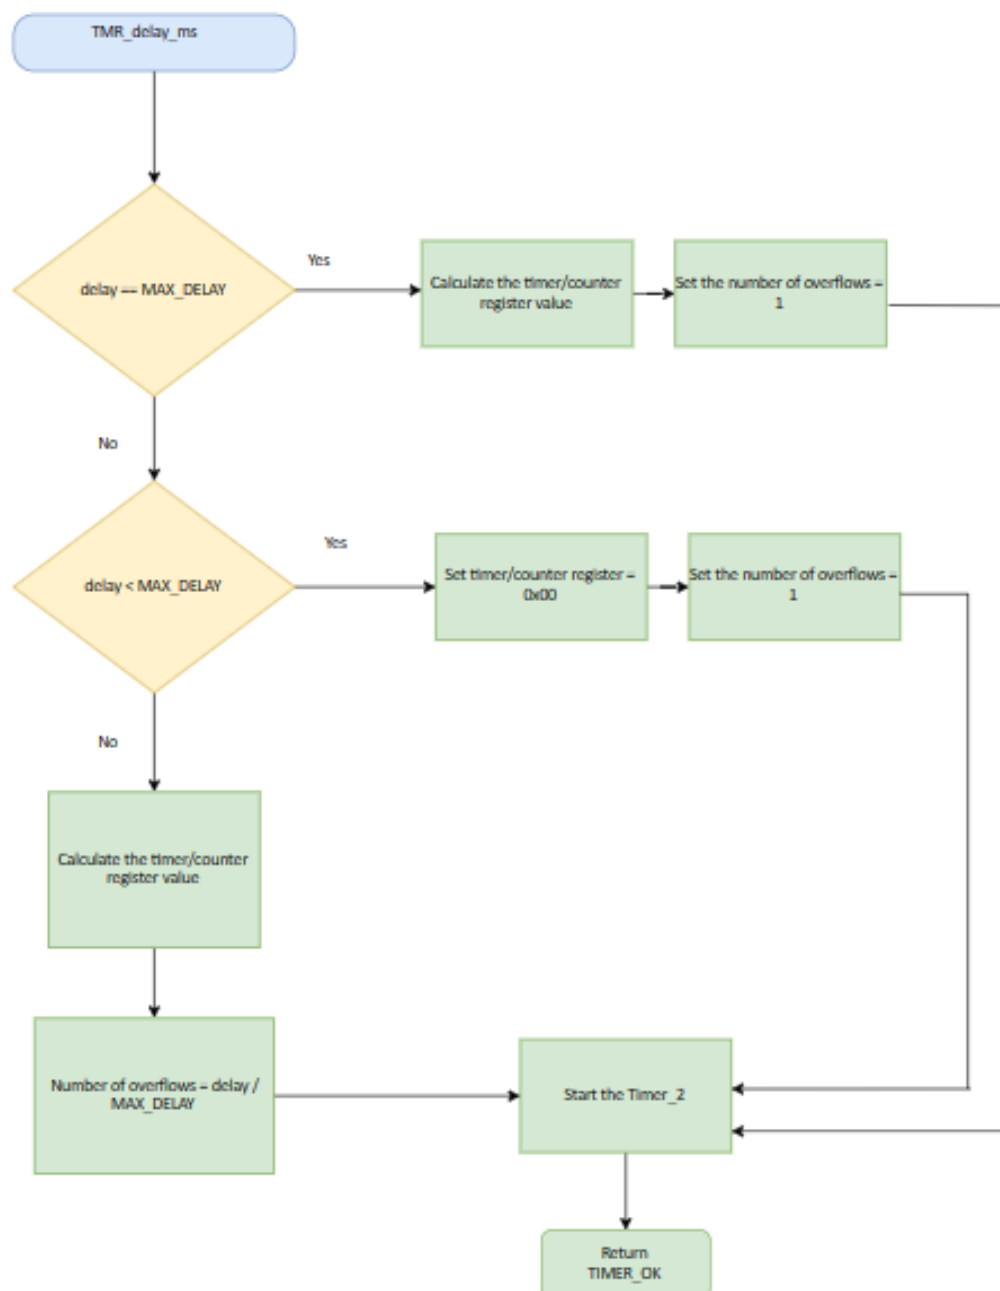 TMR_delay_ms
delay == MAX_DELAY
Yes
Calculate the timer/counter
register value
Set the number of overflows =
1
No
delay < MAX_DELAY
Yes
Set timer/counter register =
0x00
Set the number of overflows =
1
No
Calculate the timer/counter
register value
Number of overflows = delay /
MAX_DELAY
Start the Timer_2
Return
TIMER_OK